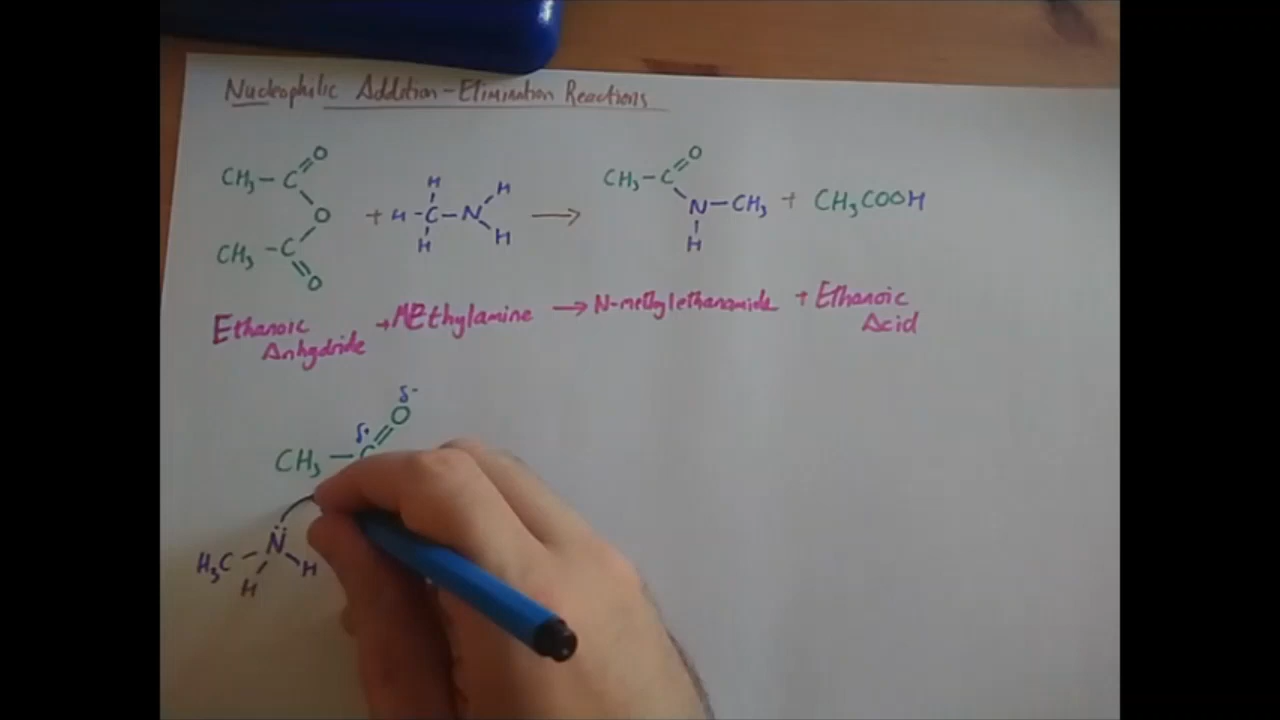 Nucleophilic Addition-Elimination Reactions
CH3-C=O
O
CH3-C=O
+ H-C-N
H
H
H
H
→
CH3-C=O
N-CH3 + CH3COOH
H
Ethanoic Anhydride + Methylamine → N-methylethanamide + Ethanoic Acid
δ-
O
δ+
CH3-C
H3C-N-H
H